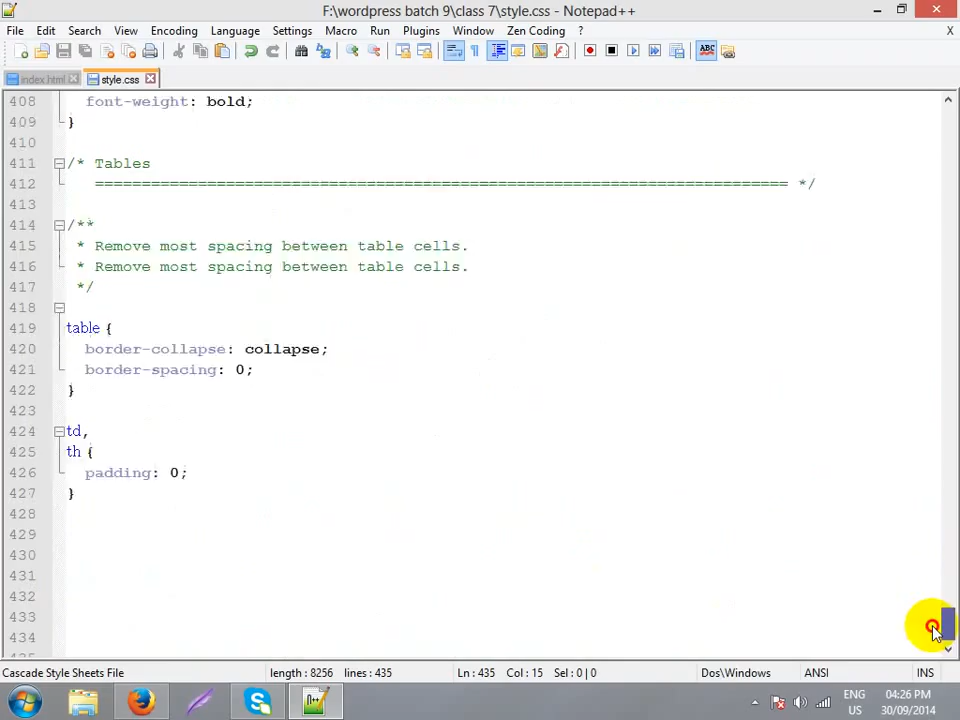 F:\wordpress batch 9\class 7\style.css - Notepad++
File Edit Search View Encoding Language Settings Macro Run Plugins Window Zen Coding ? X
index.html style.css
408 font-weight: bold;
409 }
410
411 /* Tables
412 ========================================================================== */
413
414 /**
415 * Remove most spacing between table cells.
416 * Remove most spacing between table cells.
417 */
418
419 table {
420 border-collapse: collapse;
421 border-spacing: 0;
422 }
423
424 td,
425 th {
426 padding: 0;
427 }
428
429
430
431
432
433
434
435
Cascade Style Sheets File length : 8256 lines : 435 Ln : 435 Col : 15 Sel : 0 | 0 Dos\Windows ANSI INS
ENG 04:26 PM
US 30/09/2014